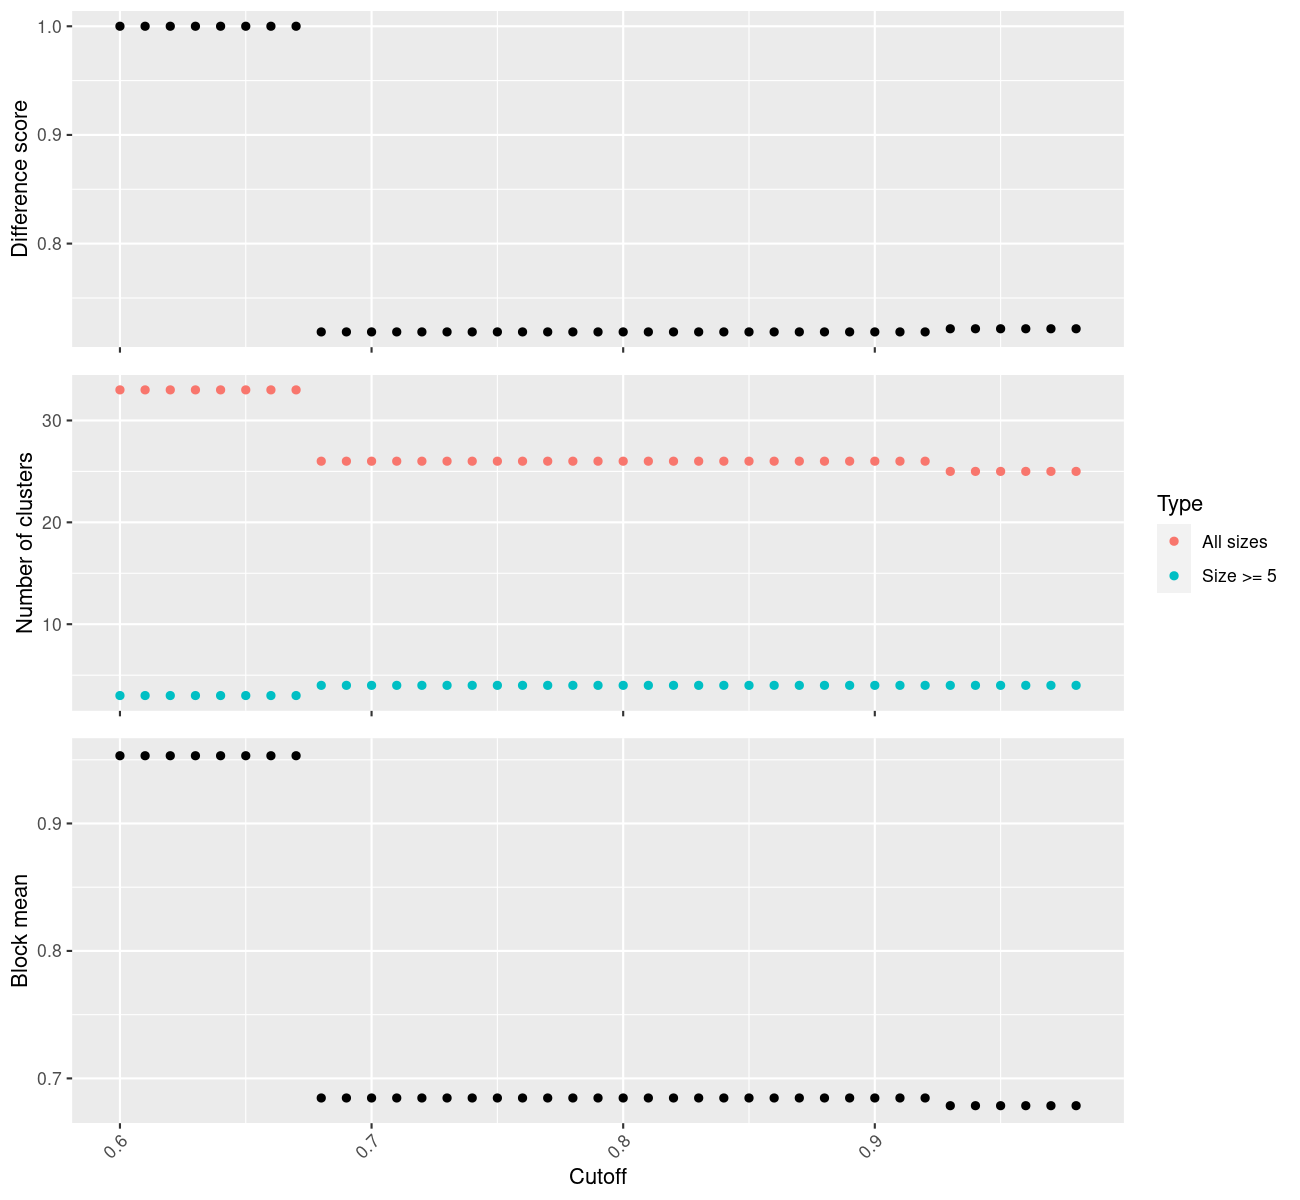 Difference score
1.0
0.9
0.8
Number of clusters
30
20
10
Type
All sizes
Size >= 5
Block mean
0.9
0.8
0.7
0.6
0.7
0.8
0.9
Cutoff